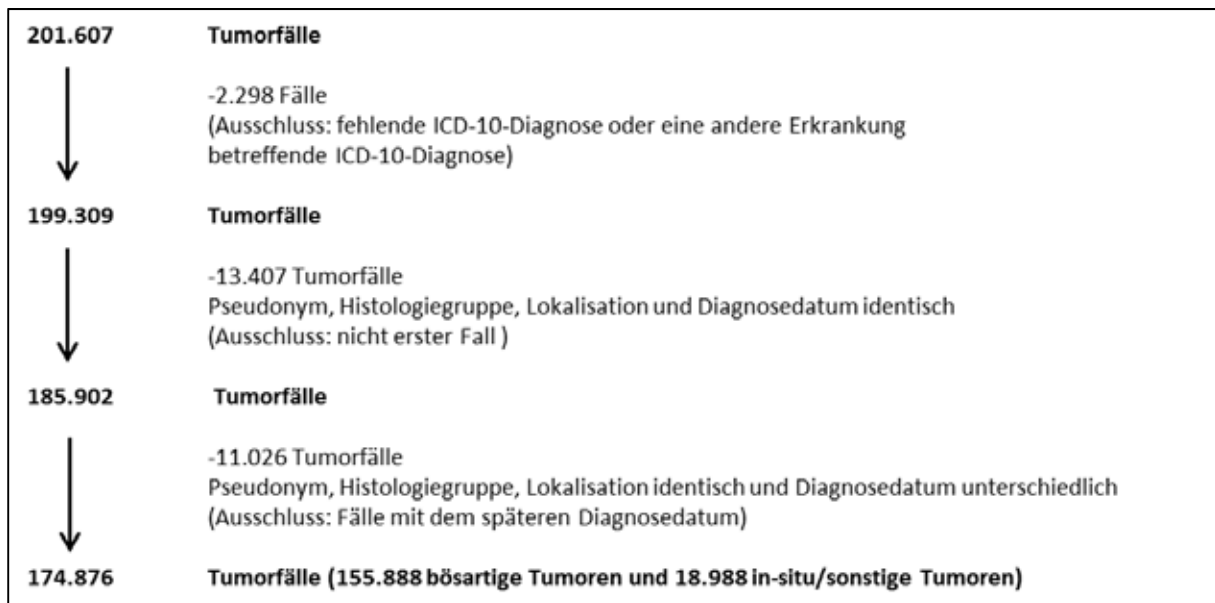 201.607 Tumorfälle
-2.298 Fälle
(Ausschluss: fehlende ICD-10-Diagnose oder eine andere Erkrankung
betreffende ICD-10-Diagnose)
199.309 Tumorfälle
-13.407 Tumorfälle
Pseudonym, Histologiegruppe, Lokalisation und Diagnosedatum identisch
(Ausschluss: nicht erster Fall )
185.902 Tumorfälle
-11.026 Tumorfälle
Pseudonym, Histologiegruppe, Lokalisation identisch und Diagnosedatum unterschiedlich
(Ausschluss: Fälle mit dem späteren Diagnosedatum)
174.876 Tumorfälle (155.888 bösartige Tumoren und 18.988 in-situ/sonstige Tumoren)